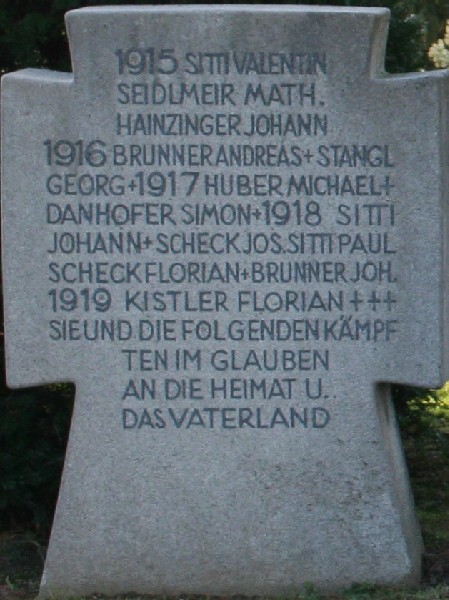 1915 SITTI VALENTIN
SEIDLMEIR MATH.
HAINZINGER JOHANN
1916 BRUNNER ANDREAS + STANGL
GEORG + 1917 HUBER MICHAEL +
DANHOFER SIMON + 1918 SITTI
JOHANN + SCHECK JOS. SITTI PAUL
SCHECK FLORIAN + BRUNNER JOH.
1919 KISTLER FLORIAN + + +
SIE UND DIE FOLGENDEN KÄMPF
TEN IM GLAUBEN
AN DIE HEIMAT U.
DAS VATERLAND